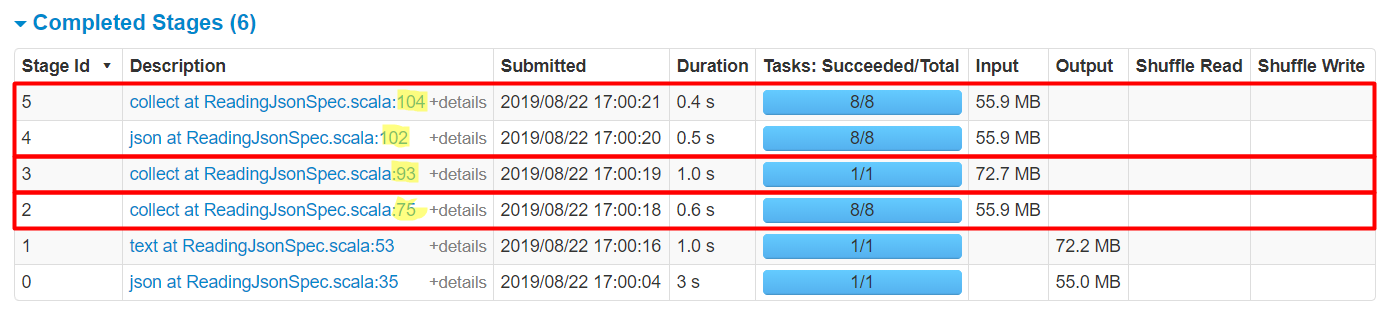 Completed Stages (6)
Stage Id Description Submitted Duration Tasks: Succeeded/Total Input Output Shuffle Read Shuffle Write
5 collect at ReadingJsonSpec.scala:104 +details 2019/08/22 17:00:21 0.4 s 8/8 55.9 MB
4 json at ReadingJsonSpec.scala:102 +details 2019/08/22 17:00:20 0.5 s 8/8 55.9 MB
3 collect at ReadingJsonSpec.scala:93 +details 2019/08/22 17:00:19 1.0 s 1/1 72.7 MB
2 collect at ReadingJsonSpec.scala:75 +details 2019/08/22 17:00:18 0.6 s 8/8 55.9 MB
1 text at ReadingJsonSpec.scala:53 +details 2019/08/22 17:00:16 1.0 s 1/1 72.2 MB
0 json at ReadingJsonSpec.scala:35 +details 2019/08/22 17:00:04 3 s 1/1 55.0 MB